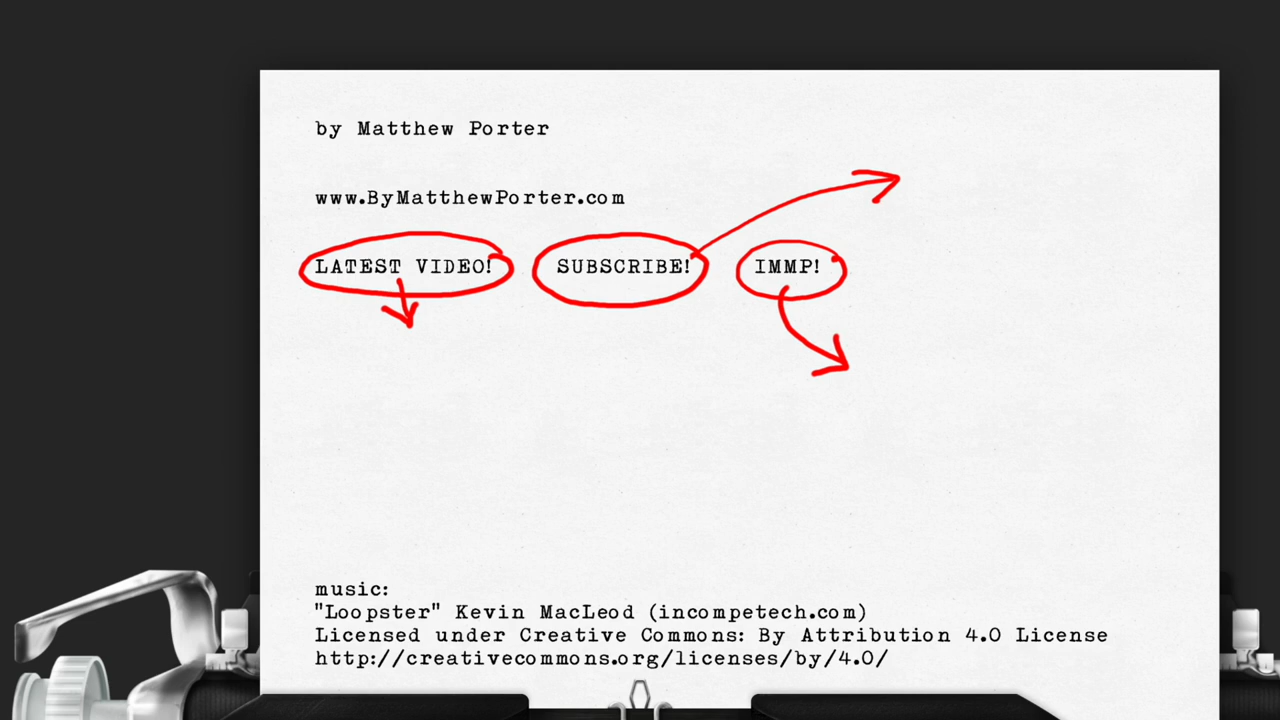 by Matthew Porter
www.ByMatthewPorter.com
LATEST VIDEO! SUBSCRIBE! IMMP!
music:
"Loopster" Kevin MacLeod (incompetech.com)
Licensed under Creative Commons: By Attribution 4.0 License
http://creativecommons.org/licenses/by/4.0/